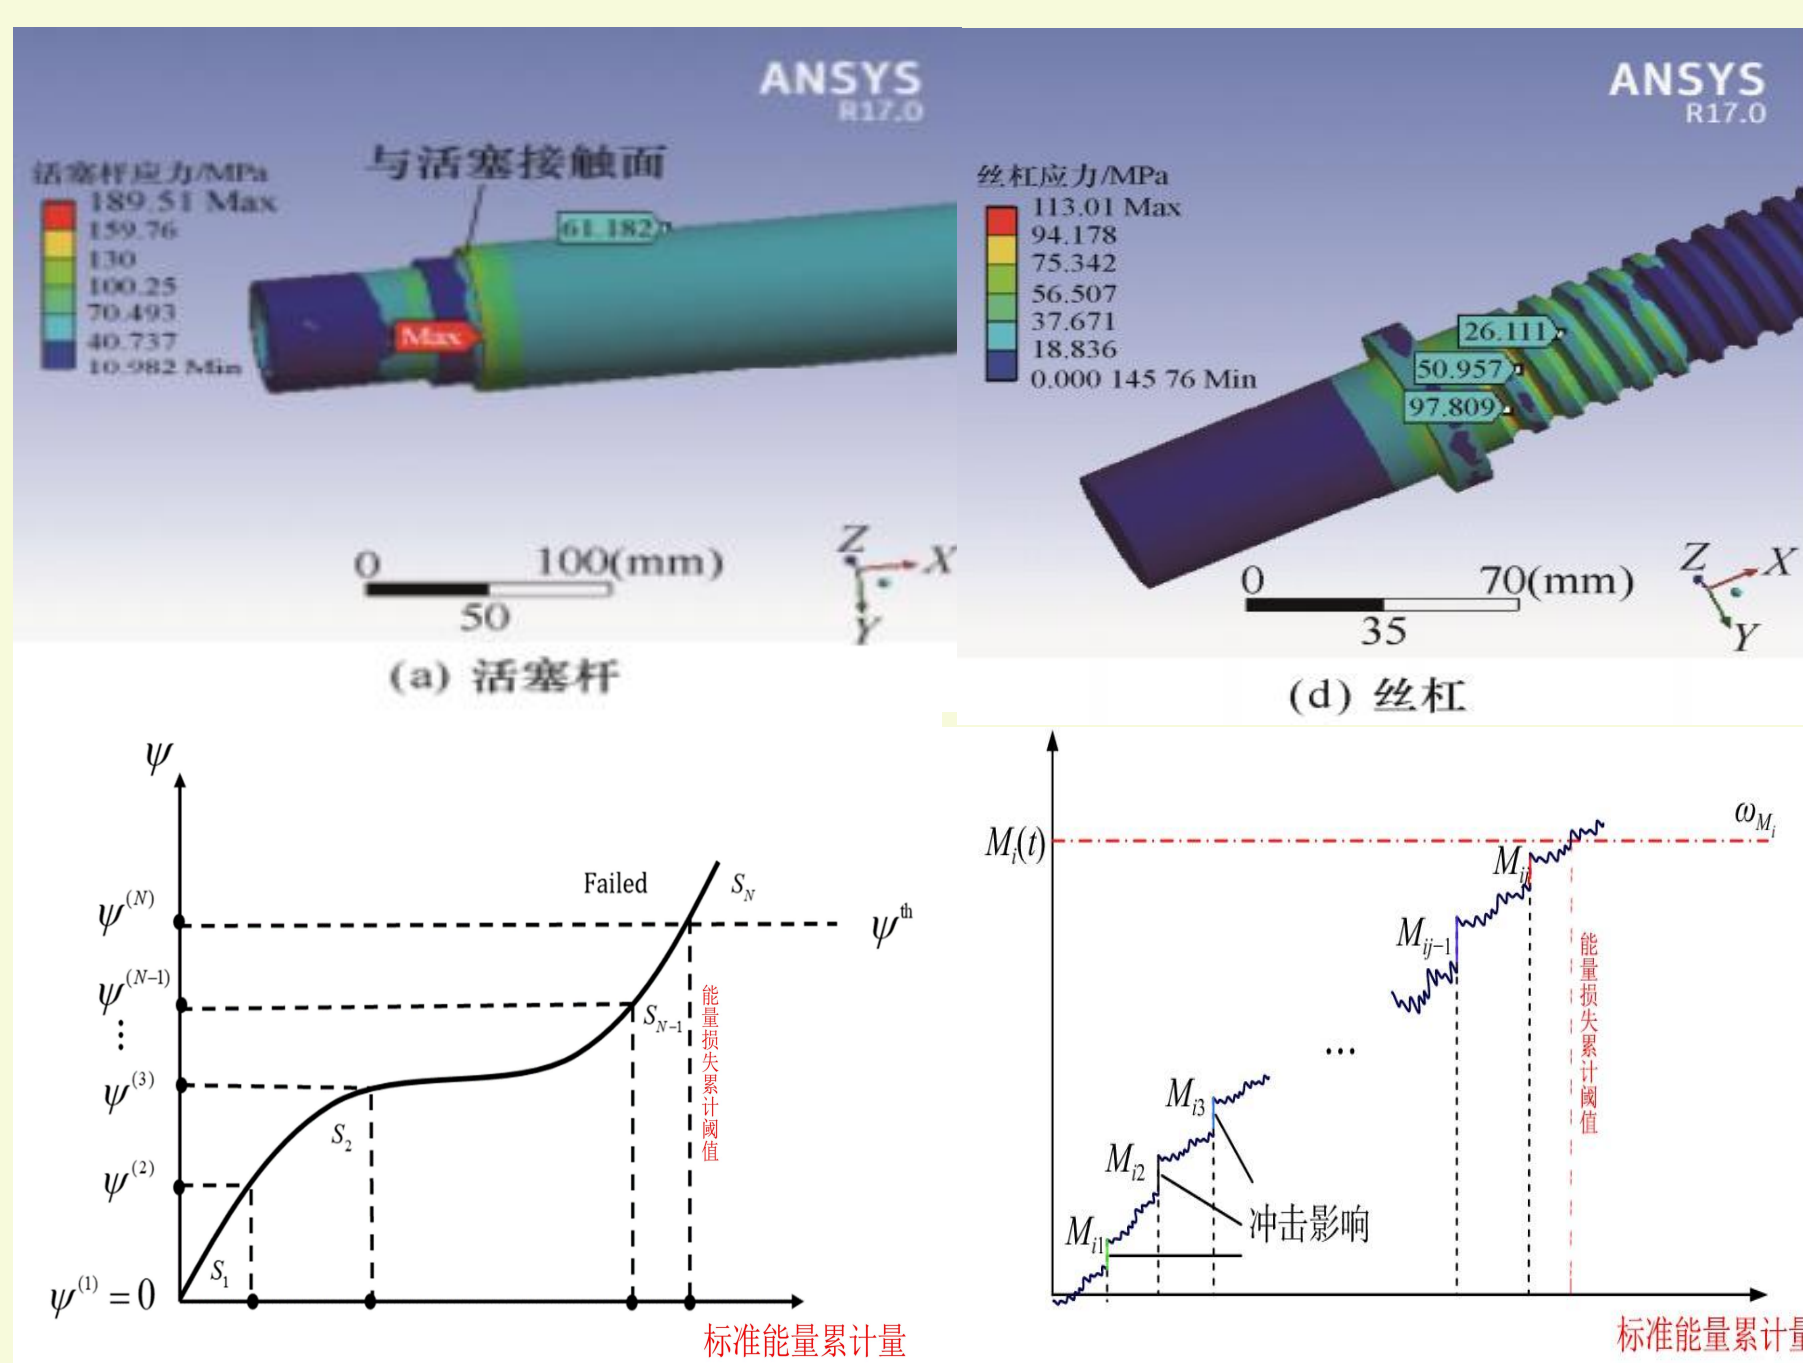 ANSYS
R17.0
与活塞接触面
活塞杆应力/MPa
189.51 Max
159.76
130
100.25
70.493
40.737
10.982 Min
61.182
Max
0
100(mm)
50
Z
X
Y
(a) 活塞杆
ANSYS
R17.0
丝杠应力/MPa
113.01 Max
94.178
75.342
56.507
37.671
18.836
0.000 145 76 Min
26.111
50.957
97.809
0
70(mm)
35
Z
X
Y
(d) 丝杠
ψ
Failed
S_N
ψ^(N)
ψ^th
ψ^(N-1)
S_N-1
⋮
ψ^(3)
S_2
ψ^(2)
S_1
ψ^(1) = 0
能量损失累计阈值
标准能量累计量
ω_Mi
M_i(t)
M_ij
M_ij-1
…
M_i3
M_i2
M_i1
冲击影响
能量损失累计阈值
标准能量累计量